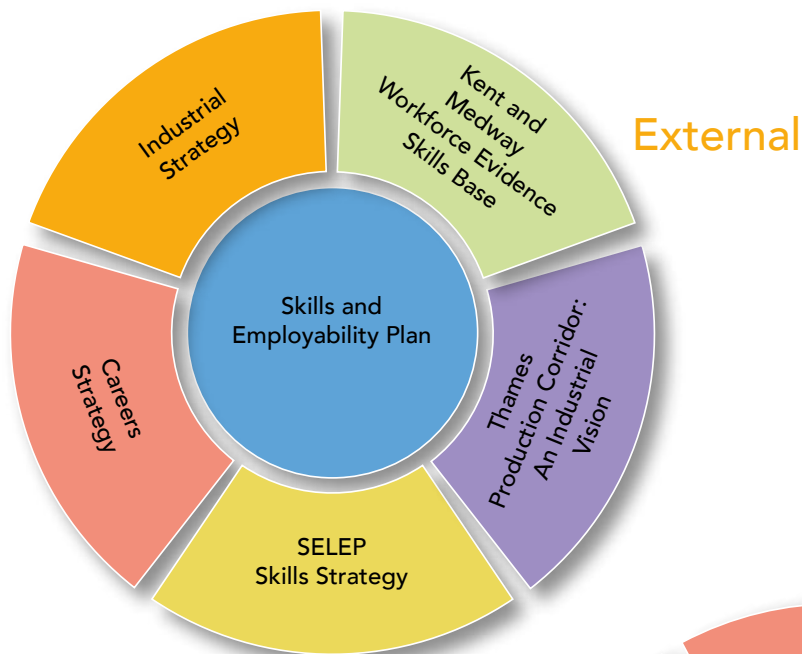 Industrial
Strategy
Kent and
Medway
Workforce Evidence
Skills Base
External
Skills and
Employability Plan
Careers
Strategy
Thames
Production Corridor:
An Industrial
Vision
SELEP
Skills Strategy